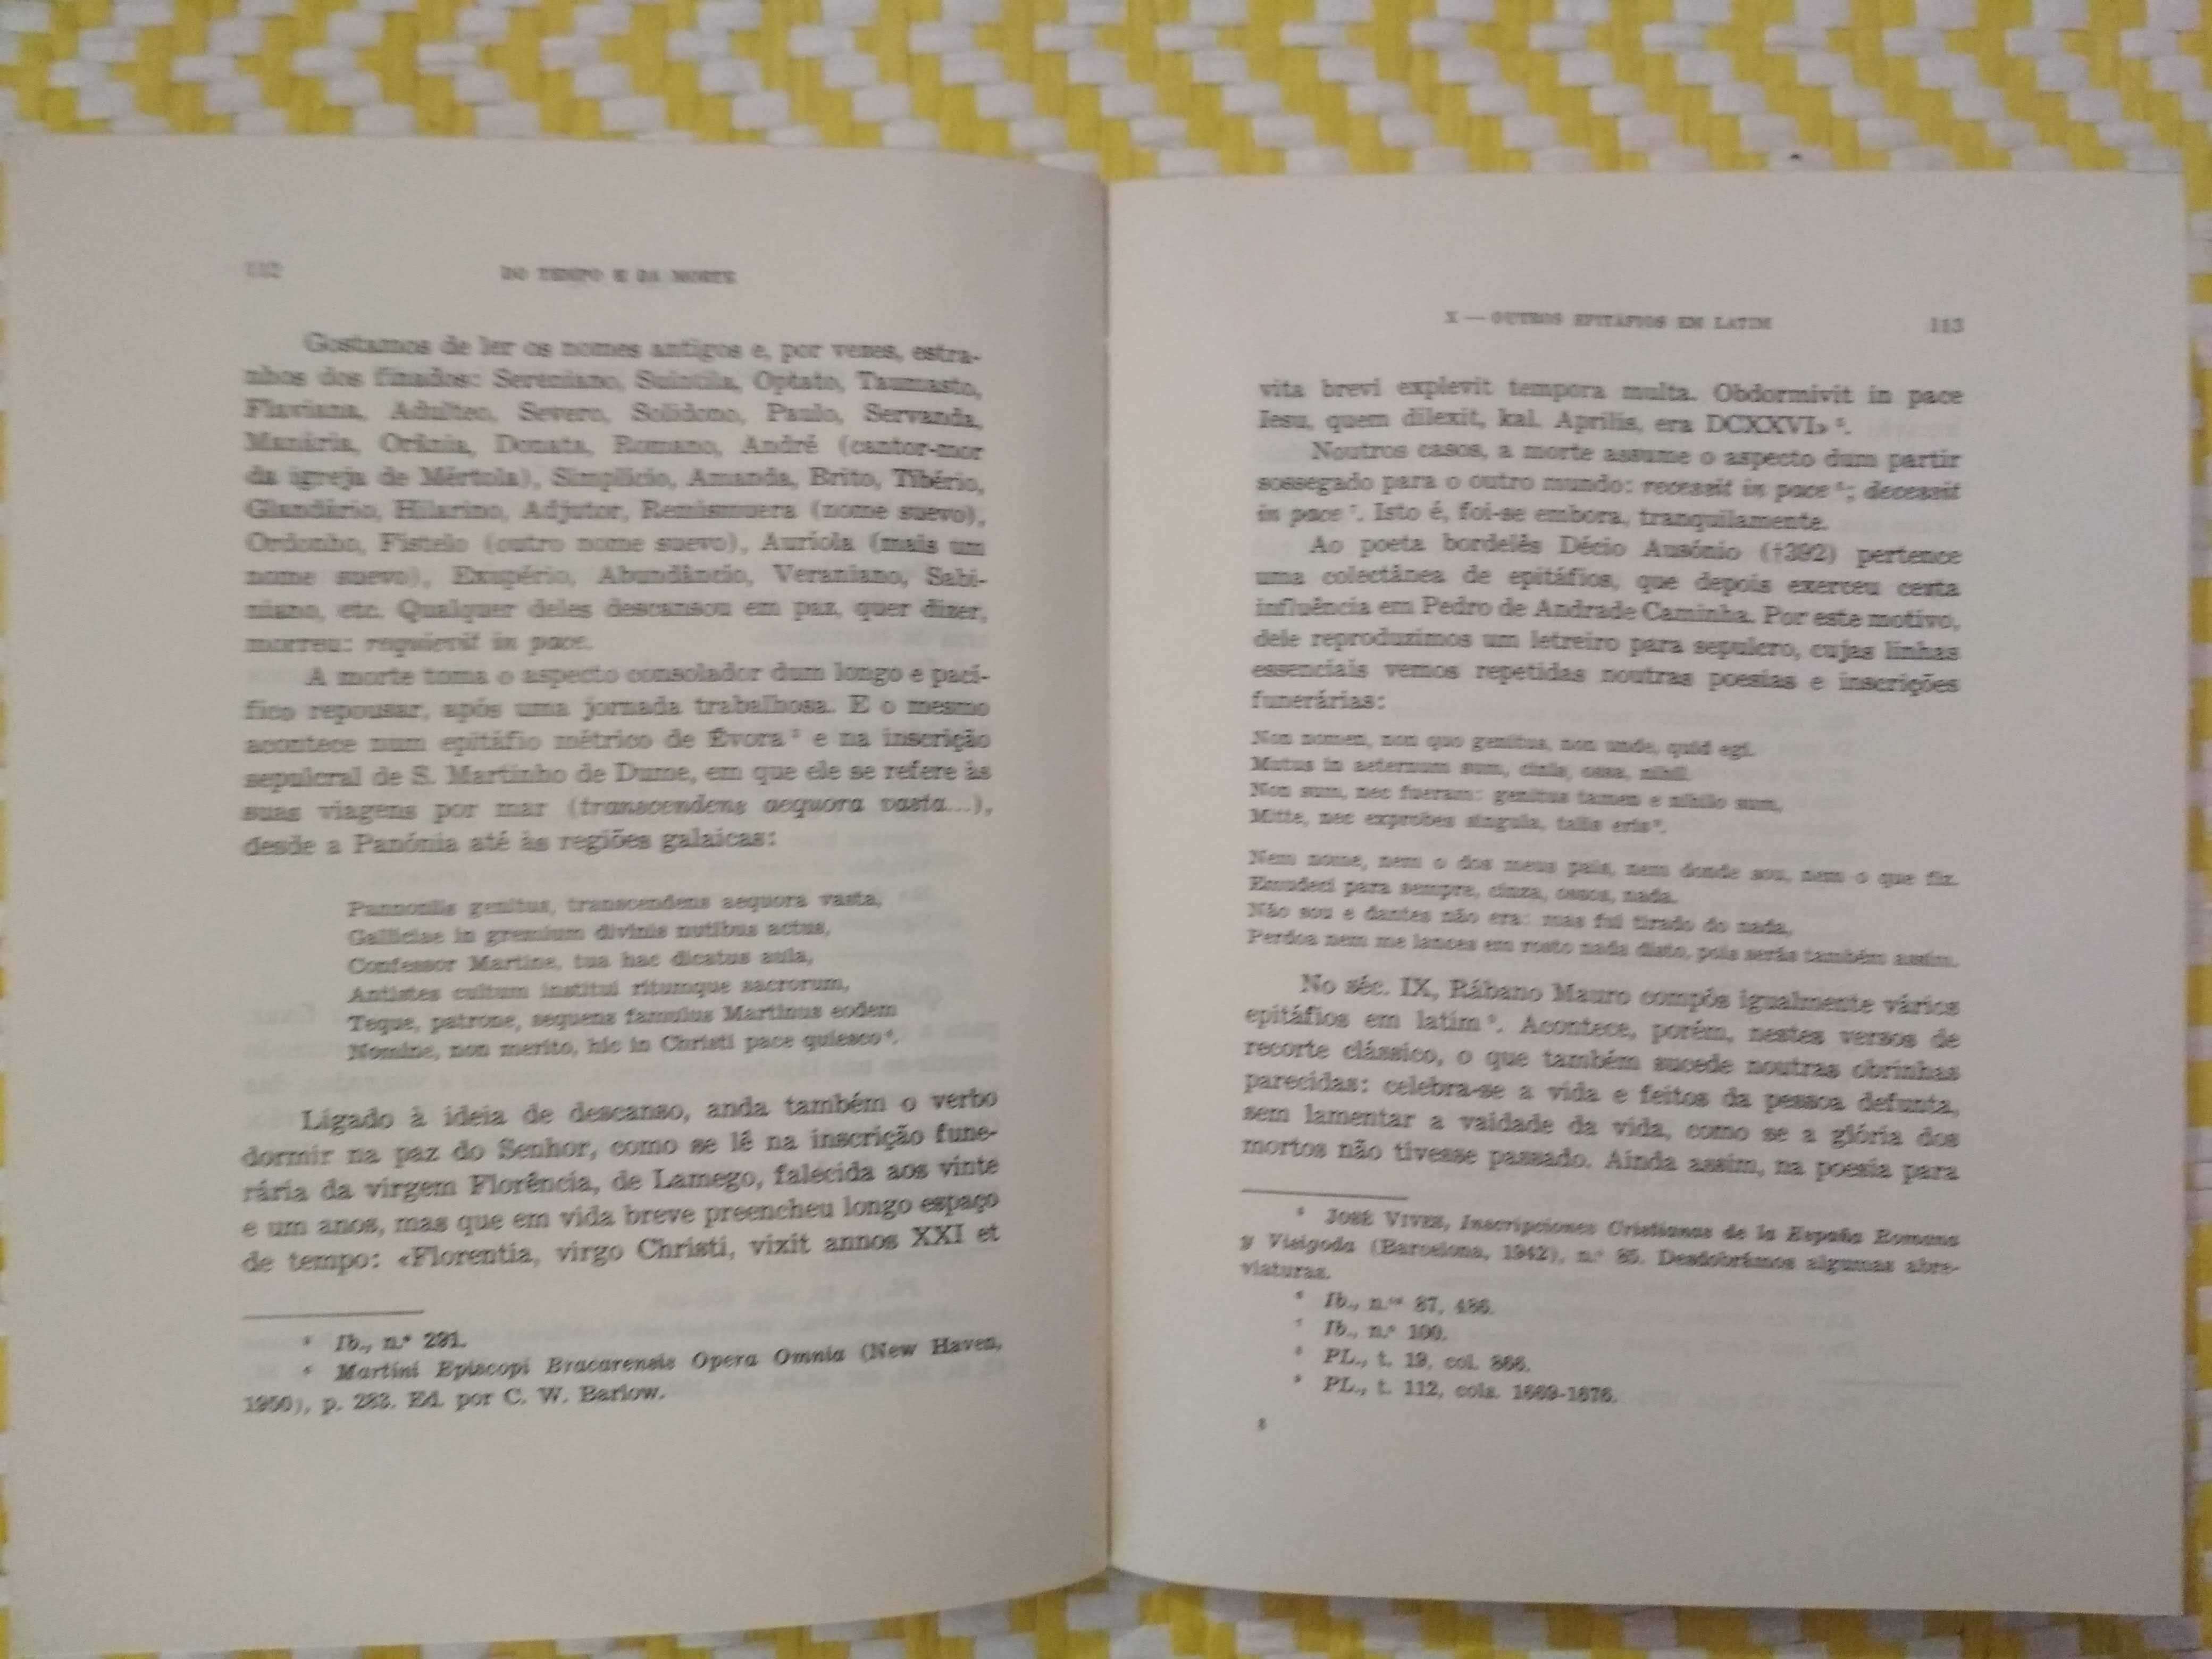 112
DO TEMPO E DA MORTE
Gostamos de ler os nomes antigos e, por vezes, estra-
nhos dos finados: Sereniano, Suintila, Optato, Taumasto,
Flaviana, Adulteo, Severo, Solidono, Paulo, Servanda,
Manária, Orânia, Donata, Romano, André (cantor-mor
da igreja de Mértola), Simplício, Amanda, Brito, Tibério,
Glandário, Hilarino, Adjutor, Remismuera (nome suevo),
Ordonho, Fistelo (outro nome suevo), Auríola (mais um
nome suevo), Exupério, Abundâncio, Veraniano, Sabi-
niano, etc. Qualquer deles descansou em paz, quer dizer,
morreu: requievit in pace.
A morte toma o aspecto consolador dum longo e pací-
fico repousar, após uma jornada trabalhosa. E o mesmo
acontece num epitáfio métrico de Évora ³ e na inscrição
sepulcral de S. Martinho de Dume, em que ele se refere às
suas viagens por mar (transcendens aequora vasta...),
desde a Panónia até às regiões galaicas:
Pannoniis genitus, transcendens aequora vasta,
Galliciae in gremium divinis nutibus actus,
Confessor Martine, tua hac dicatus aula,
Antistes cultum institui ritumque sacrorum,
Teque, patrone, sequens famulus Martinus eodem
Nomine, non merito, hic in Christi pace quiesco ⁴.
Ligado à ideia de descanso, anda também o verbo
dormir na paz do Senhor, como se lê na inscrição fune-
rária da virgem Florência, de Lamego, falecida aos vinte
e um anos, mas que em vida breve preencheu longo espaço
de tempo: «Florentia, virgo Christi, vixit annos XXI et
³ Ib., n.º 291.
⁴ Martini Episcopi Bracarensis Opera Omnia (New Haven,
1950), p. 283. Ed. por C. W. Barlow.
X — OUTROS EPITÁFIOS EM LATIM
113
vita brevi explevit tempora multa. Obdormivit in pace
Iesu, quem dilexit, kal. Aprilis, era DCXXVI» ⁵.
Noutros casos, a morte assume o aspecto dum partir
sossegado para o outro mundo: recessit in pace ⁶; decessit
in pace ⁷. Isto é, foi-se embora, tranquilamente.
Ao poeta bordelês Décio Ausónio (†392) pertence
uma colectânea de epitáfios, que depois exerceu certa
influência em Pedro de Andrade Caminha. Por este motivo,
dele reproduzimos um letreiro para sepulcro, cujas linhas
essenciais vemos repetidas noutras poesias e inscrições
funerárias:
Non nomen, non quo genitus, non unde, quid egi.
Mutus in aeternum sum, cinis, ossa, nihil.
Non sum, nec fueram: genitus tamen e nihilo sum,
Mitte, nec exprobes singula, talis eris ⁸.
Nem nome, nem o dos meus pais, nem donde sou, nem o que fiz.
Emudeci para sempre, cinza, ossos, nada.
Não sou e dantes não era: mas fui tirado do nada,
Perdoa nem me lances em rosto nada disto, pois serás também assim.
No séc. IX, Rábano Mauro compôs igualmente vários
epitáfios em latim ⁹. Acontece, porém, nestes versos de
recorte clássico, o que também sucede noutras obrinhas
parecidas: celebra-se a vida e feitos da pessoa defunta,
sem lamentar a vaidade da vida, como se a glória dos
mortos não tivesse passado. Ainda assim, na poesia para
⁵ JOSÉ VIVES, Inscripciones Cristianas de la España Romana
y Visigoda (Barcelona, 1942), n.º 85. Desdobrámos algumas abre-
viaturas.
⁶ Ib., n.ᵒˢ 87, 486.
⁷ Ib., n.º 100.
⁸ PL., t. 19, col. 866.
⁹ PL., t. 112, cols. 1669-1676.
8